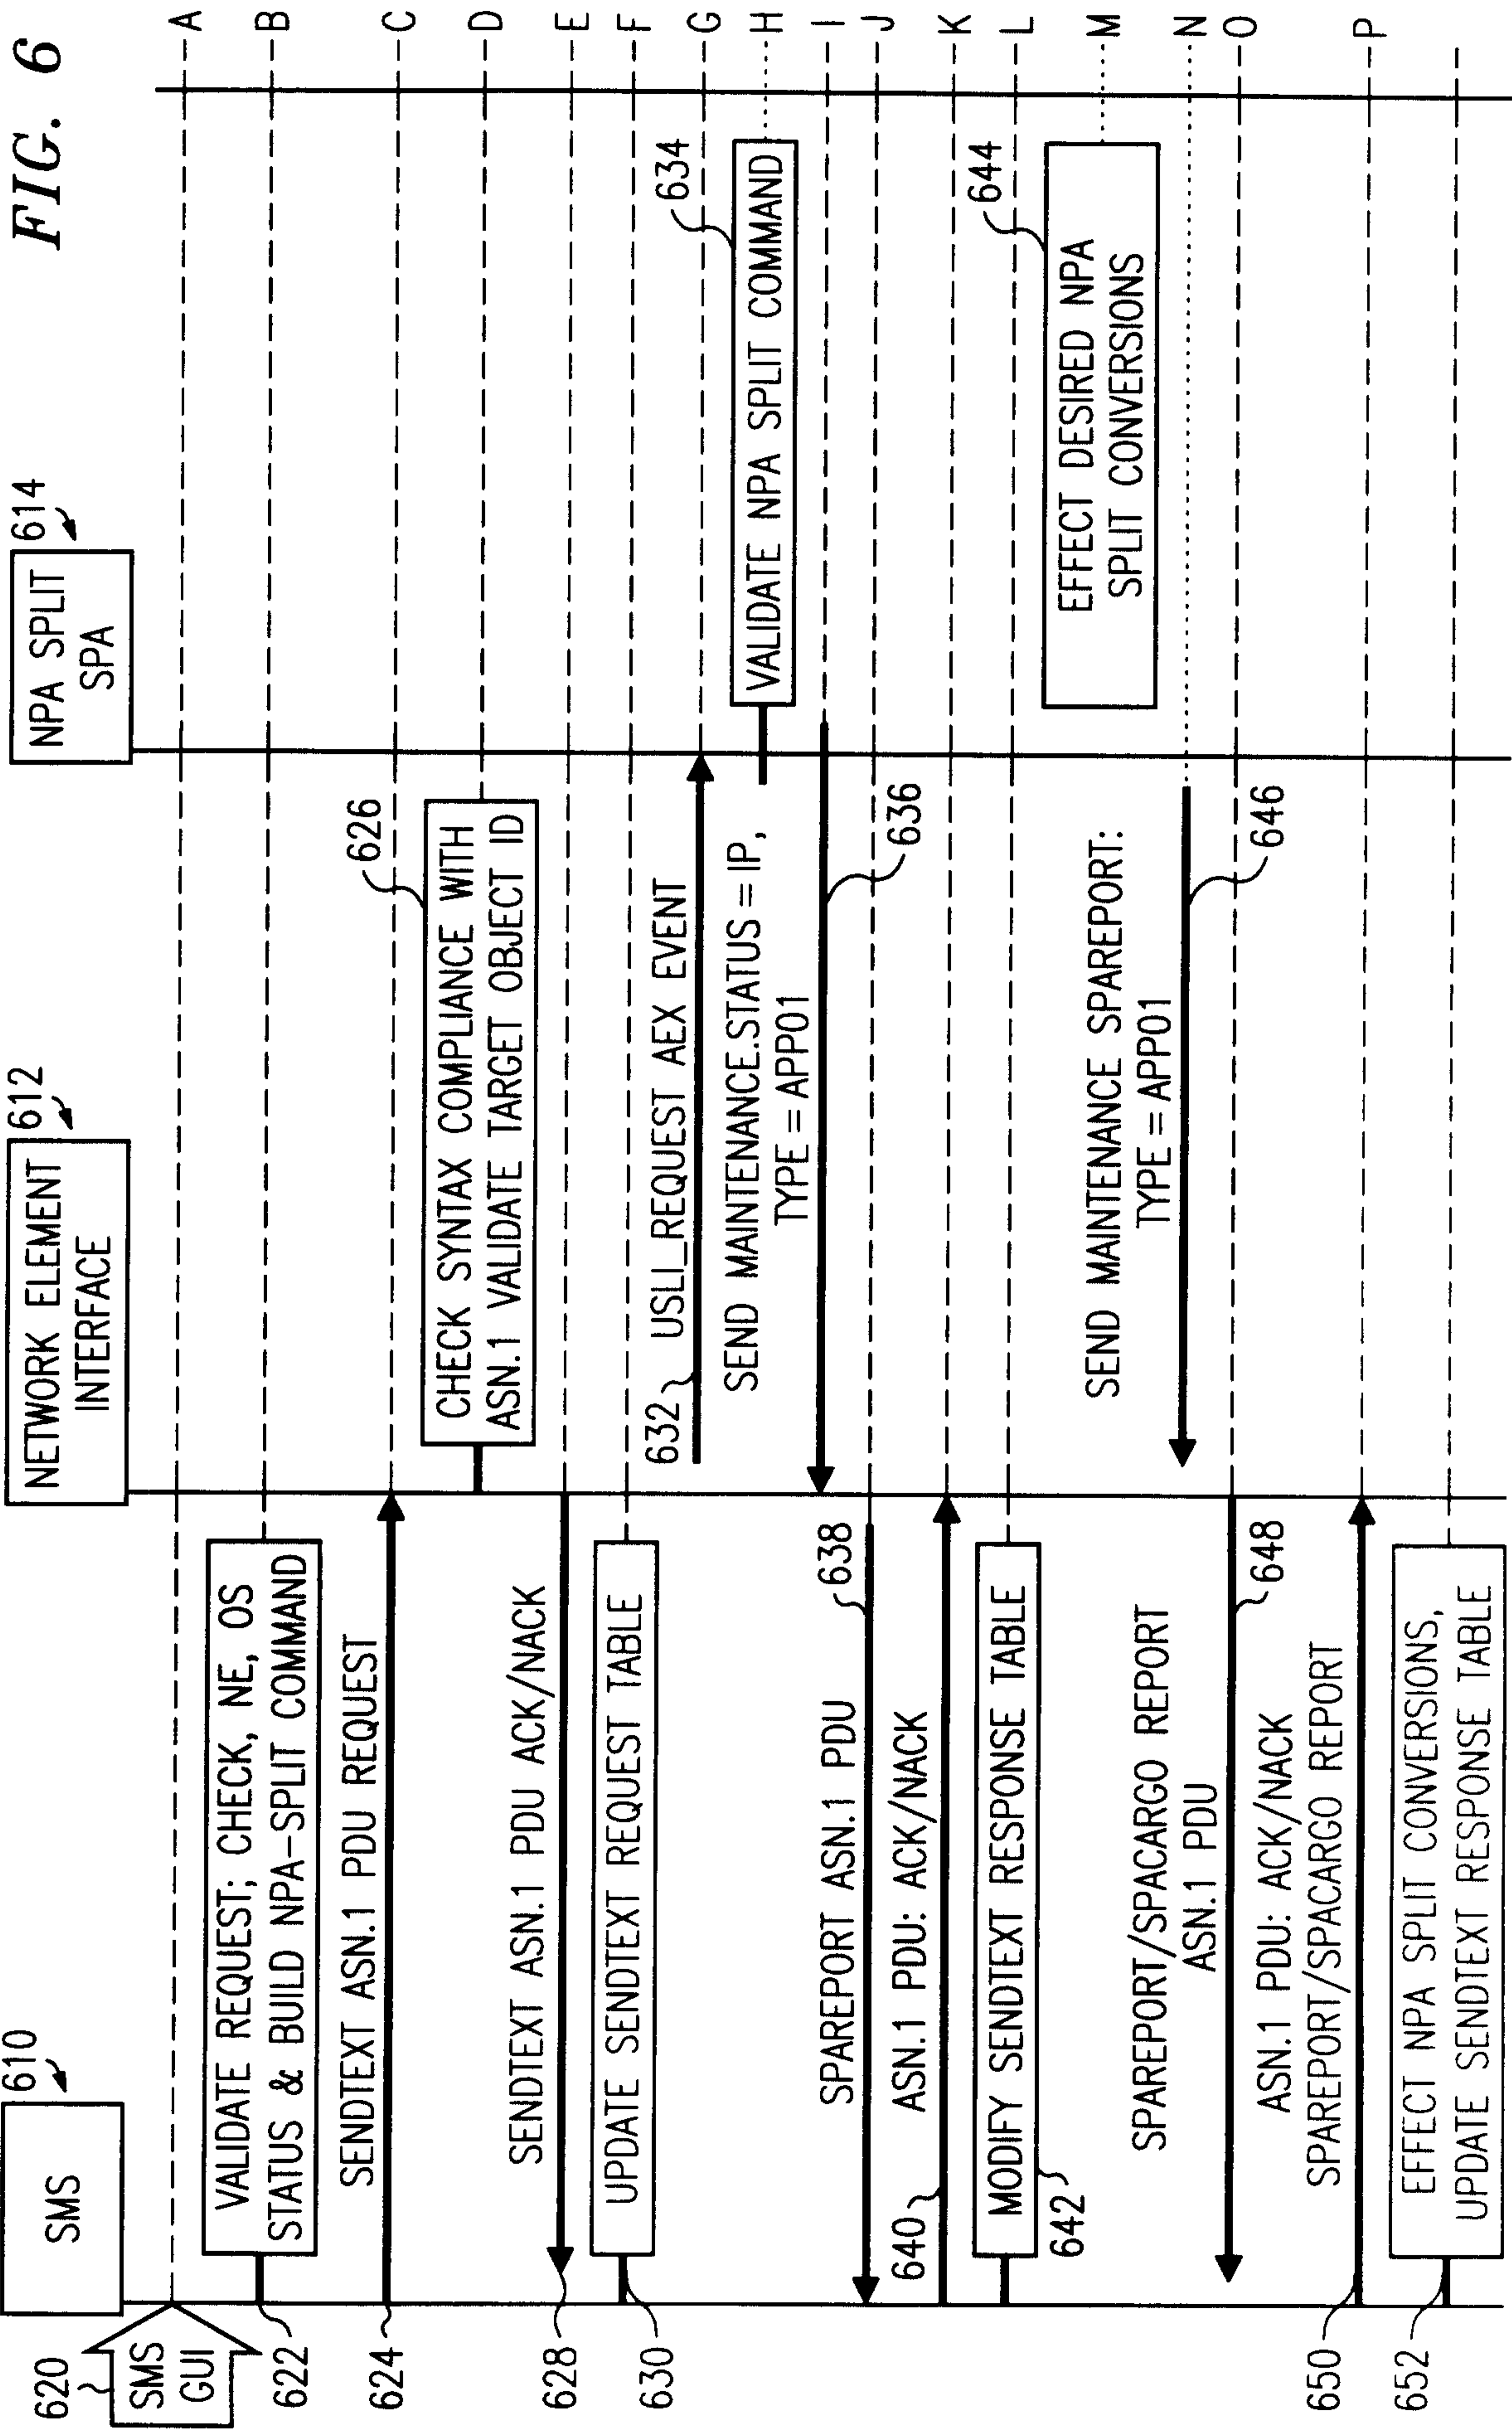 FIG. 6
610
SMS
612
NETWORK ELEMENT
INTERFACE
614
NPA SPLIT
SPA
620
SMS
GUI
A
622
VALIDATE REQUEST; CHECK, NE, OS
STATUS & BUILD NPA-SPLIT COMMAND
B
624
SENDTEXT ASN.1 PDU REQUEST
C
626
CHECK SYNTAX COMPLIANCE WITH
ASN.1 VALIDATE TARGET OBJECT ID
D
628
SENDTEXT ASN.1 PDU ACK/NACK
E
630
UPDATE SENDTEXT REQUEST TABLE
F
632
USLI_REQUEST AEX EVENT
G
634
VALIDATE NPA SPLIT COMMAND
H
SEND MAINTENANCE.STATUS = IP,
TYPE = APP01
636
I
638
SPAREPORT ASN.1 PDU
J
640
ASN.1 PDU: ACK/NACK
K
MODIFY SENDTEXT RESPONSE TABLE
642
L
644
EFFECT DESIRED NPA
SPLIT CONVERSIONS
M
SEND MAINTENANCE SPAREPORT:
TYPE = APP01
646
N
SPAREPORT/SPACARGO REPORT
ASN.1 PDU
648
O
ASN.1 PDU: ACK/NACK
SPAREPORT/SPACARGO REPORT
650
P
652
EFFECT NPA SPLIT CONVERSIONS,
UPDATE SENDTEXT RESPONSE TABLE